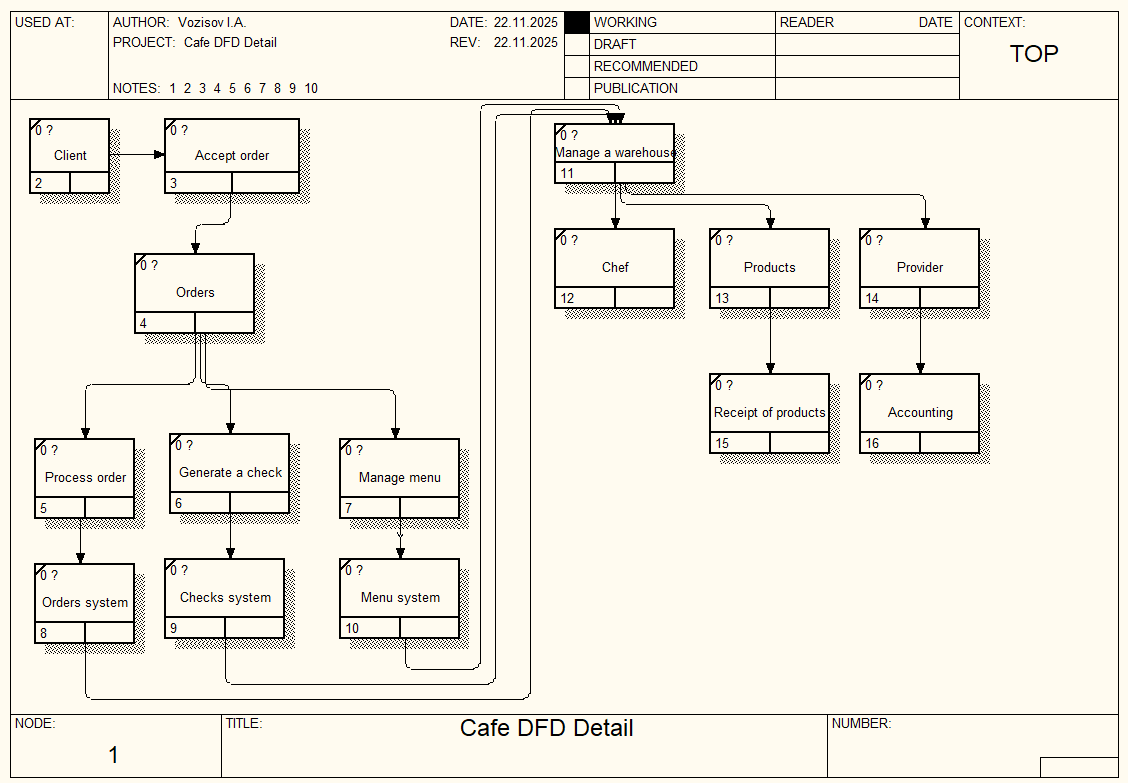 USED AT:
AUTHOR: Vozisov I.A.
DATE: 22.11.2025
PROJECT: Cafe DFD Detail
REV: 22.11.2025
NOTES: 1 2 3 4 5 6 7 8 9 10
WORKING
DRAFT
RECOMMENDED
PUBLICATION
READER DATE
CONTEXT:
TOP
0 ?
Client
2
0 ?
Accept order
3
0 ?
Manage a warehouse
11
0 ?
Orders
4
0 ?
Chef
12
0 ?
Products
13
0 ?
Provider
14
0 ?
Receipt of products
15
0 ?
Accounting
16
0 ?
Process order
5
0 ?
Generate a check
6
0 ?
Manage menu
7
0 ?
Orders system
8
0 ?
Checks system
9
0 ?
Menu system
10
NODE:
1
TITLE:
Cafe DFD Detail
NUMBER: